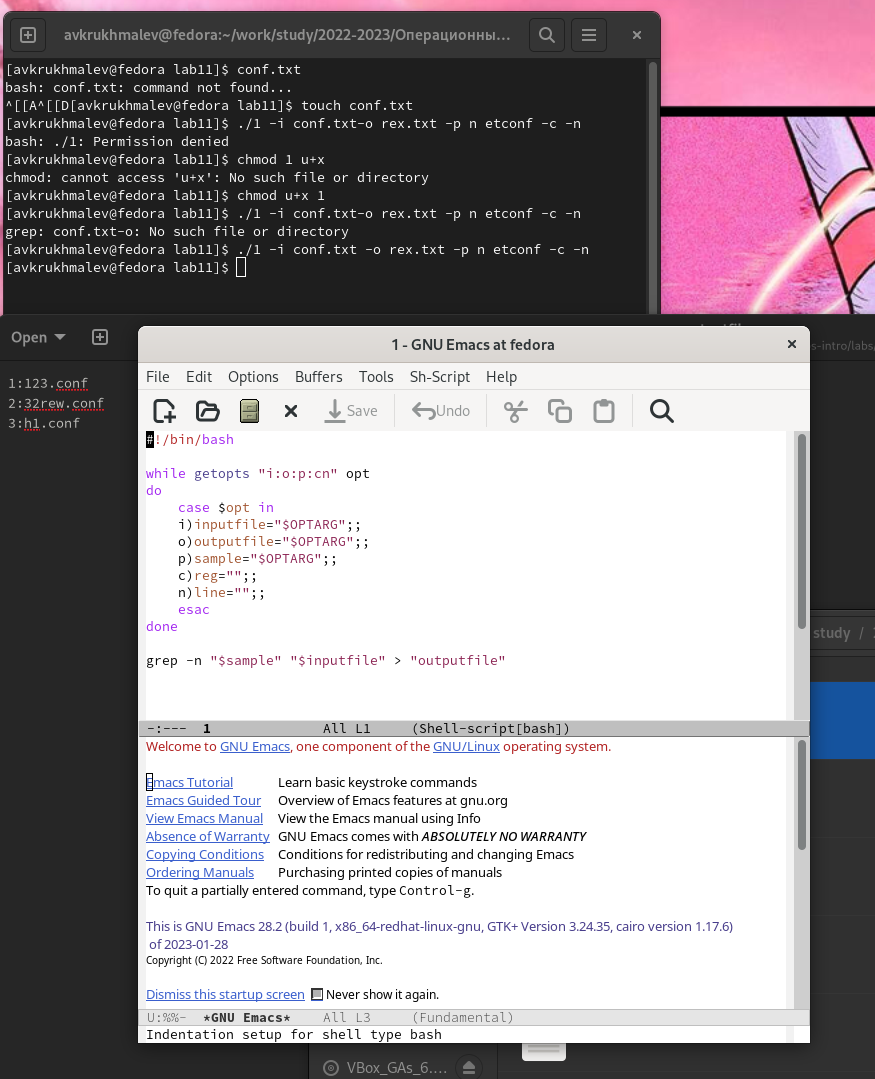 avkrukhmalev@fedora:~/work/study/2022-2023/Операционны...
[avkrukhmalev@fedora lab11]$ conf.txt
bash: conf.txt: command not found...
^[[A^[[D[avkrukhmalev@fedora lab11]$ touch conf.txt
[avkrukhmalev@fedora lab11]$ ./1 -i conf.txt-o rex.txt -p n etconf -c -n
bash: ./1: Permission denied
[avkrukhmalev@fedora lab11]$ chmod 1 u+x
chmod: cannot access 'u+x': No such file or directory
[avkrukhmalev@fedora lab11]$ chmod u+x 1
[avkrukhmalev@fedora lab11]$ ./1 -i conf.txt-o rex.txt -p n etconf -c -n
grep: conf.txt-o: No such file or directory
[avkrukhmalev@fedora lab11]$ ./1 -i conf.txt -o rex.txt -p n etconf -c -n
[avkrukhmalev@fedora lab11]$
Open
s-intro/labs/
1:123.conf
2:32rew.conf
3:h1.conf
1 - GNU Emacs at fedora
File Edit Options Buffers Tools Sh-Script Help
Save Undo
#!/bin/bash
while getopts "i:o:p:cn" opt
do
case $opt in
i)inputfile="$OPTARG";;
o)outputfile="$OPTARG";;
p)sample="$OPTARG";;
c)reg="";;
n)line="";;
esac
done
grep -n "$sample" "$inputfile" > "outputfile"
study /
-:--- 1 All L1 (Shell-script[bash])
Welcome to GNU Emacs, one component of the GNU/Linux operating system.
Emacs Tutorial Learn basic keystroke commands
Emacs Guided Tour Overview of Emacs features at gnu.org
View Emacs Manual View the Emacs manual using Info
Absence of Warranty GNU Emacs comes with ABSOLUTELY NO WARRANTY
Copying Conditions Conditions for redistributing and changing Emacs
Ordering Manuals Purchasing printed copies of manuals
To quit a partially entered command, type Control-g.
This is GNU Emacs 28.2 (build 1, x86_64-redhat-linux-gnu, GTK+ Version 3.24.35, cairo version 1.17.6)
of 2023-01-28
Copyright (C) 2022 Free Software Foundation, Inc.
Dismiss this startup screen Never show it again.
U:%%- *GNU Emacs* All L3 (Fundamental)
Indentation setup for shell type bash
VBox_GAs_6....